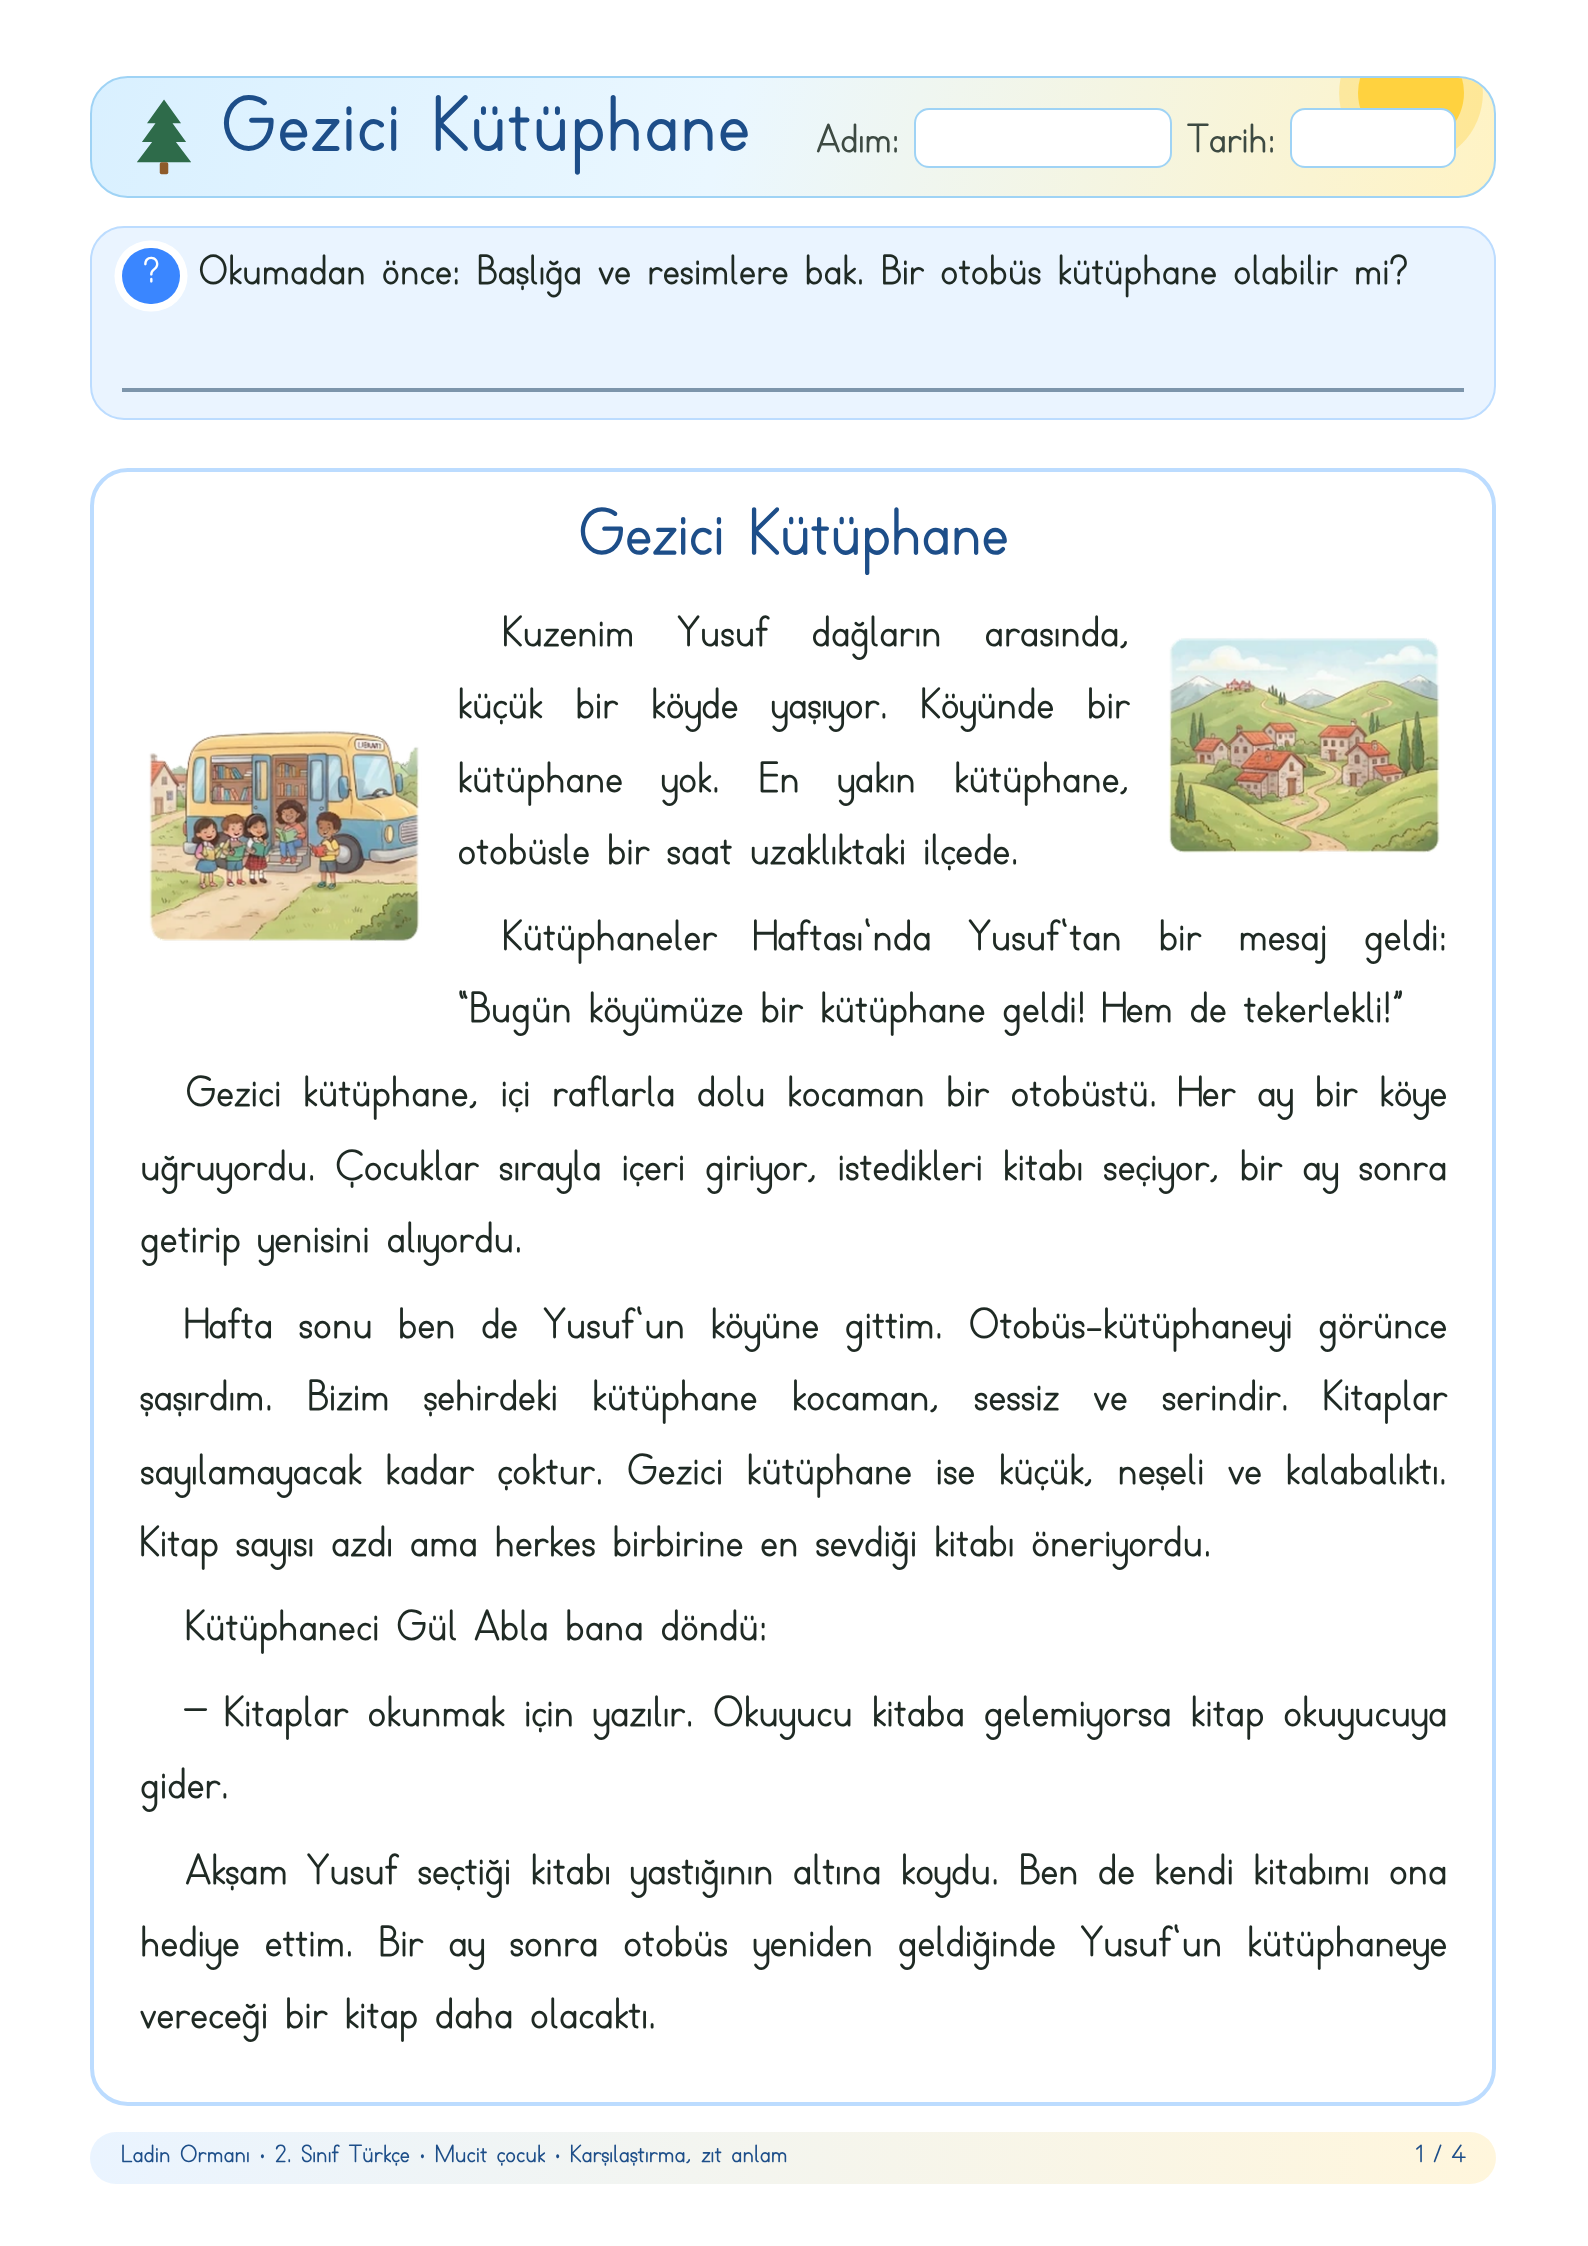 Gezici Kütüphane
Adım:
Tarih:
?
Okumadan önce: Başlığa ve resimlere bak. Bir otobüs kütüphane olabilir mi?
Gezici Kütüphane
LIBRARY
Kuzenim Yusuf dağların arasında,
küçük bir köyde yaşıyor. Köyünde bir
kütüphane yok. En yakın kütüphane,
otobüsle bir saat uzaklıktaki ilçede.
Kütüphaneler Haftası‘nda Yusuf‘tan bir mesaj geldi:
“Bugün köyümüze bir kütüphane geldi! Hem de tekerlekli!”
Gezici kütüphane, içi raflarla dolu kocaman bir otobüstü. Her ay bir köye
uğruyordu. Çocuklar sırayla içeri giriyor, istedikleri kitabı seçiyor, bir ay sonra
getirip yenisini alıyordu.
Hafta sonu ben de Yusuf‘un köyüne gittim. Otobüs-kütüphaneyi görünce
şaşırdım. Bizim şehirdeki kütüphane kocaman, sessiz ve serindir. Kitaplar
sayılamayacak kadar çoktur. Gezici kütüphane ise küçük, neşeli ve kalabalıktı.
Kitap sayısı azdı ama herkes birbirine en sevdiği kitabı öneriyordu.
Kütüphaneci Gül Abla bana döndü:
– Kitaplar okunmak için yazılır. Okuyucu kitaba gelemiyorsa kitap okuyucuya
gider.
Akşam Yusuf seçtiği kitabı yastığının altına koydu. Ben de kendi kitabımı ona
hediye ettim. Bir ay sonra otobüs yeniden geldiğinde Yusuf‘un kütüphaneye
vereceği bir kitap daha olacaktı.
Ladin Ormanı • 2. Sınıf Türkçe • Mucit çocuk • Karşılaştırma, zıt anlam
1 / 4